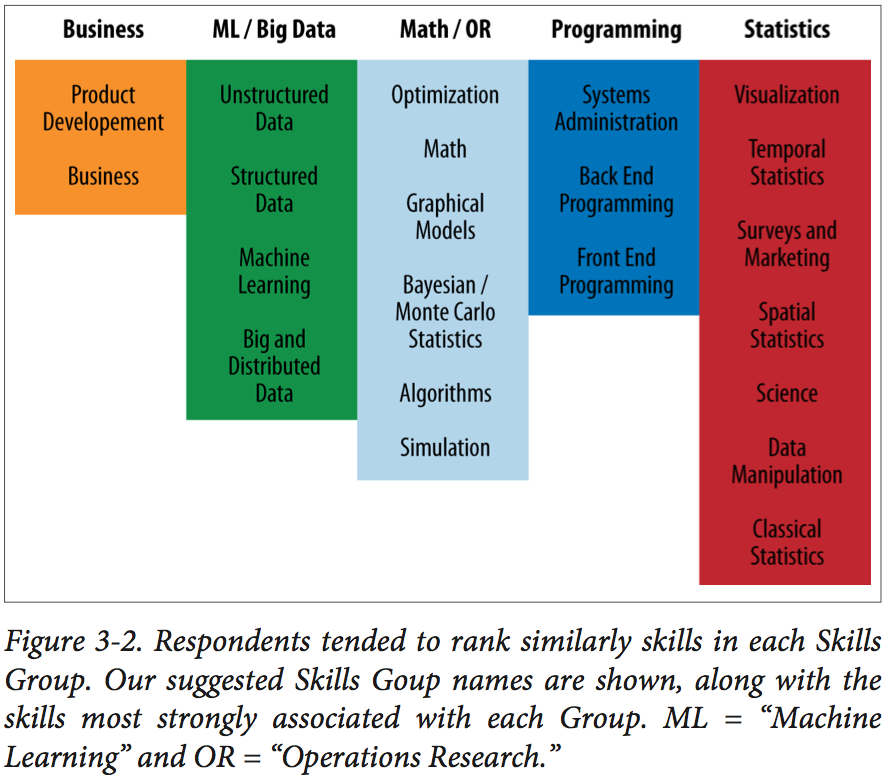 Business
ML / Big Data
Math / OR
Programming
Statistics
Product
Developement
Business
Unstructured
Data
Structured
Data
Machine
Learning
Big and
Distributed
Data
Optimization
Math
Graphical
Models
Bayesian /
Monte Carlo
Statistics
Algorithms
Simulation
Systems
Administration
Back End
Programming
Front End
Programming
Visualization
Temporal
Statistics
Surveys and
Marketing
Spatial
Statistics
Science
Data
Manipulation
Classical
Statistics
Figure 3-2. Respondents tended to rank similarly skills in each Skills
Group. Our suggested Skills Goup names are shown, along with the
skills most strongly associated with each Group. ML = “Machine
Learning” and OR = “Operations Research.”